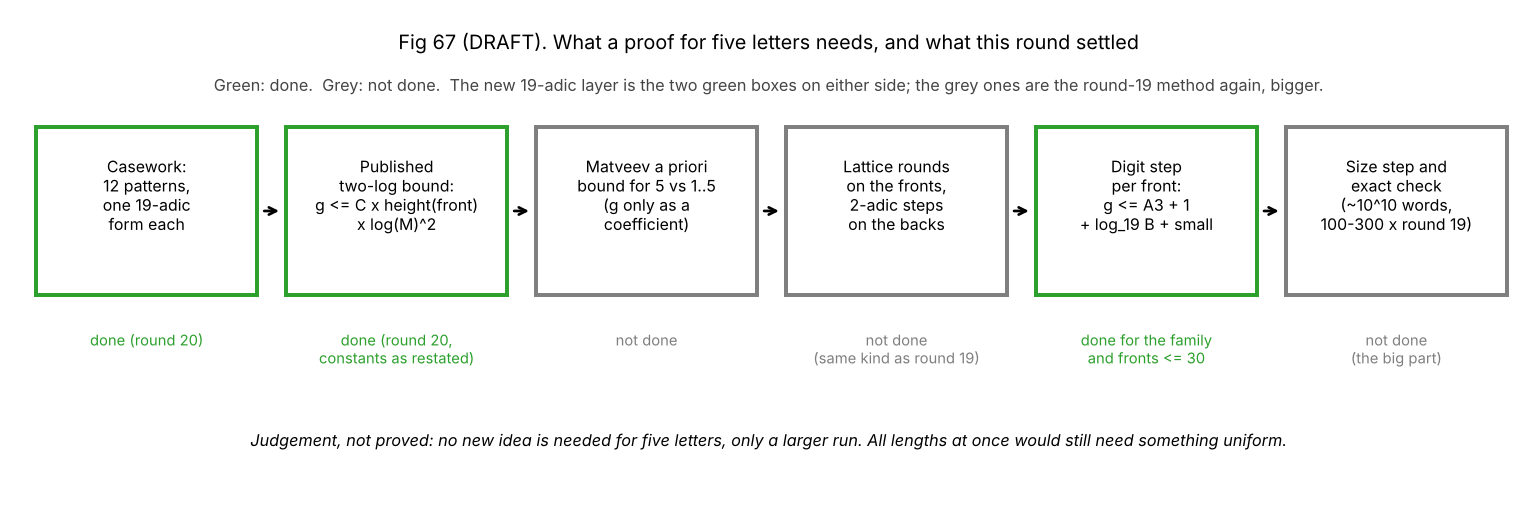 Fig 67 (DRAFT). What a proof for five letters needs, and what this round settled
Green: done.  Grey: not done.  The new 19-adic layer is the two green boxes on either side; the grey ones are the round-19 method again, bigger.
Casework:
12 patterns,
one 19-adic
form each
Published
two-log bound:
g <= C x height(front)
x log(M)^2
Matveev a priori
bound for 5 vs 1..5
(g only as a
coefficient)
Lattice rounds
on the fronts,
2-adic steps
on the backs
Digit step
per front:
g <= A3 + 1
+ log_19 B + small
Size step and
exact check
(~10^10 words,
100-300 x round 19)
done (round 20)
done (round 20,
constants as restated)
not done
not done
(same kind as round 19)
done for the family
and fronts <= 30
not done
(the big part)
Judgement, not proved: no new idea is needed for five letters, only a larger run. All lengths at once would still need something uniform.